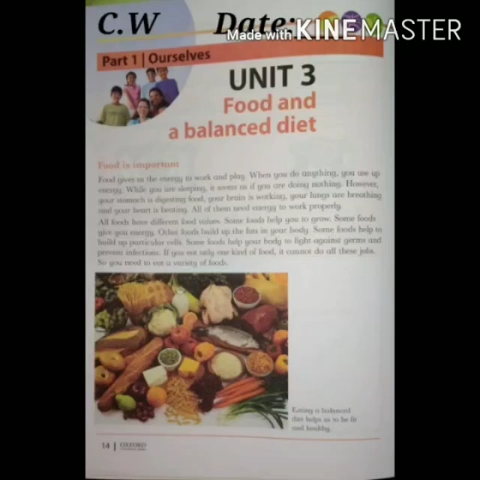 C.W Date:
Made with KINEMASTER
Part 1 | Ourselves
UNIT 3
Food and
a balanced diet
Food is important
Food gives us the energy to work and play. When you do anything, you use up
energy. While you are sleeping, it seems as if you are doing nothing. However,
your stomach is digesting food, your brain is working, your lungs are breathing
and your heart is beating. All of them need energy to work properly.
All foods have different food values. Some foods help you to grow. Some foods
give you energy. Other foods build up the fats in your body. Some foods help to
build up particular cells. Some foods help your body to fight against germs and
prevent infections. If you eat only one kind of food, it cannot do all these jobs.
So you need to eat a variety of foods.
Eating a balanced
diet helps us to be fit
and healthy.
14 | OXFORD